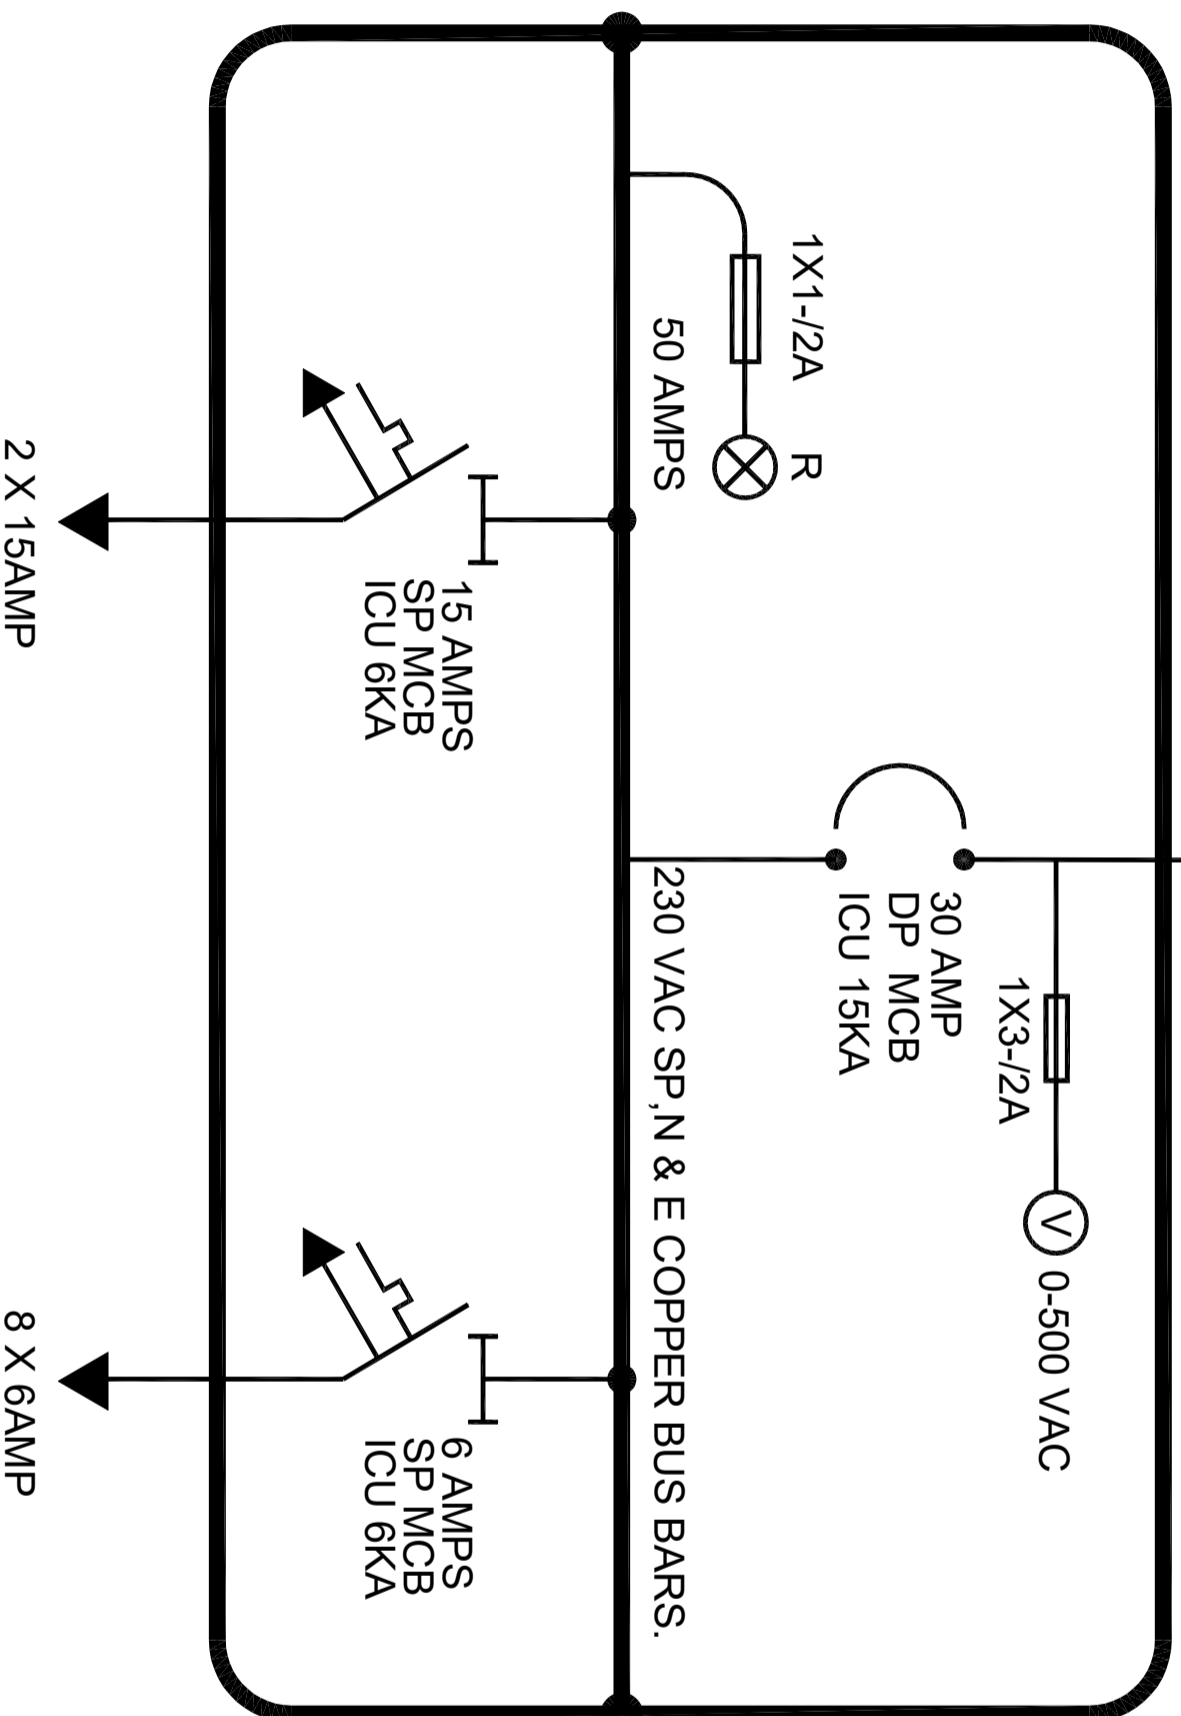 0-500 VAC
V
1X3-/2A
30 AMP
DP MCB
ICU 15KA
1X1-/2A
R
50 AMPS
230 VAC SP,N & E COPPER BUS BARS.
15 AMPS
SP MCB
ICU 6KA
6 AMPS
SP MCB
ICU 6KA
2 X 15AMP
8 X 6AMP